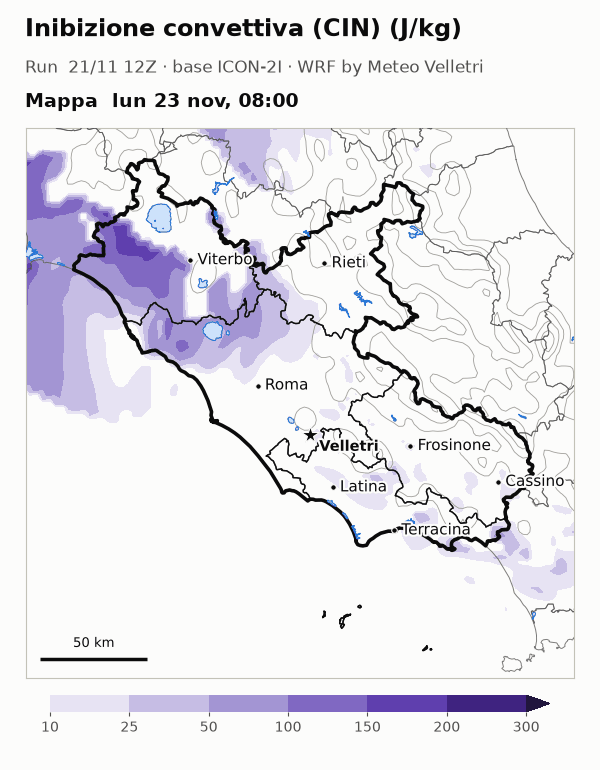 Inibizione convettiva (CIN) (J/kg)
Run  21/11 12Z · base ICON-2I · WRF by Meteo Velletri
Mappa  lun 23 nov, 08:00
Viterbo
Rieti
Roma
Velletri
Frosinone
Latina
Cassino
Terracina
50 km
10 25 50 100 150 200 300